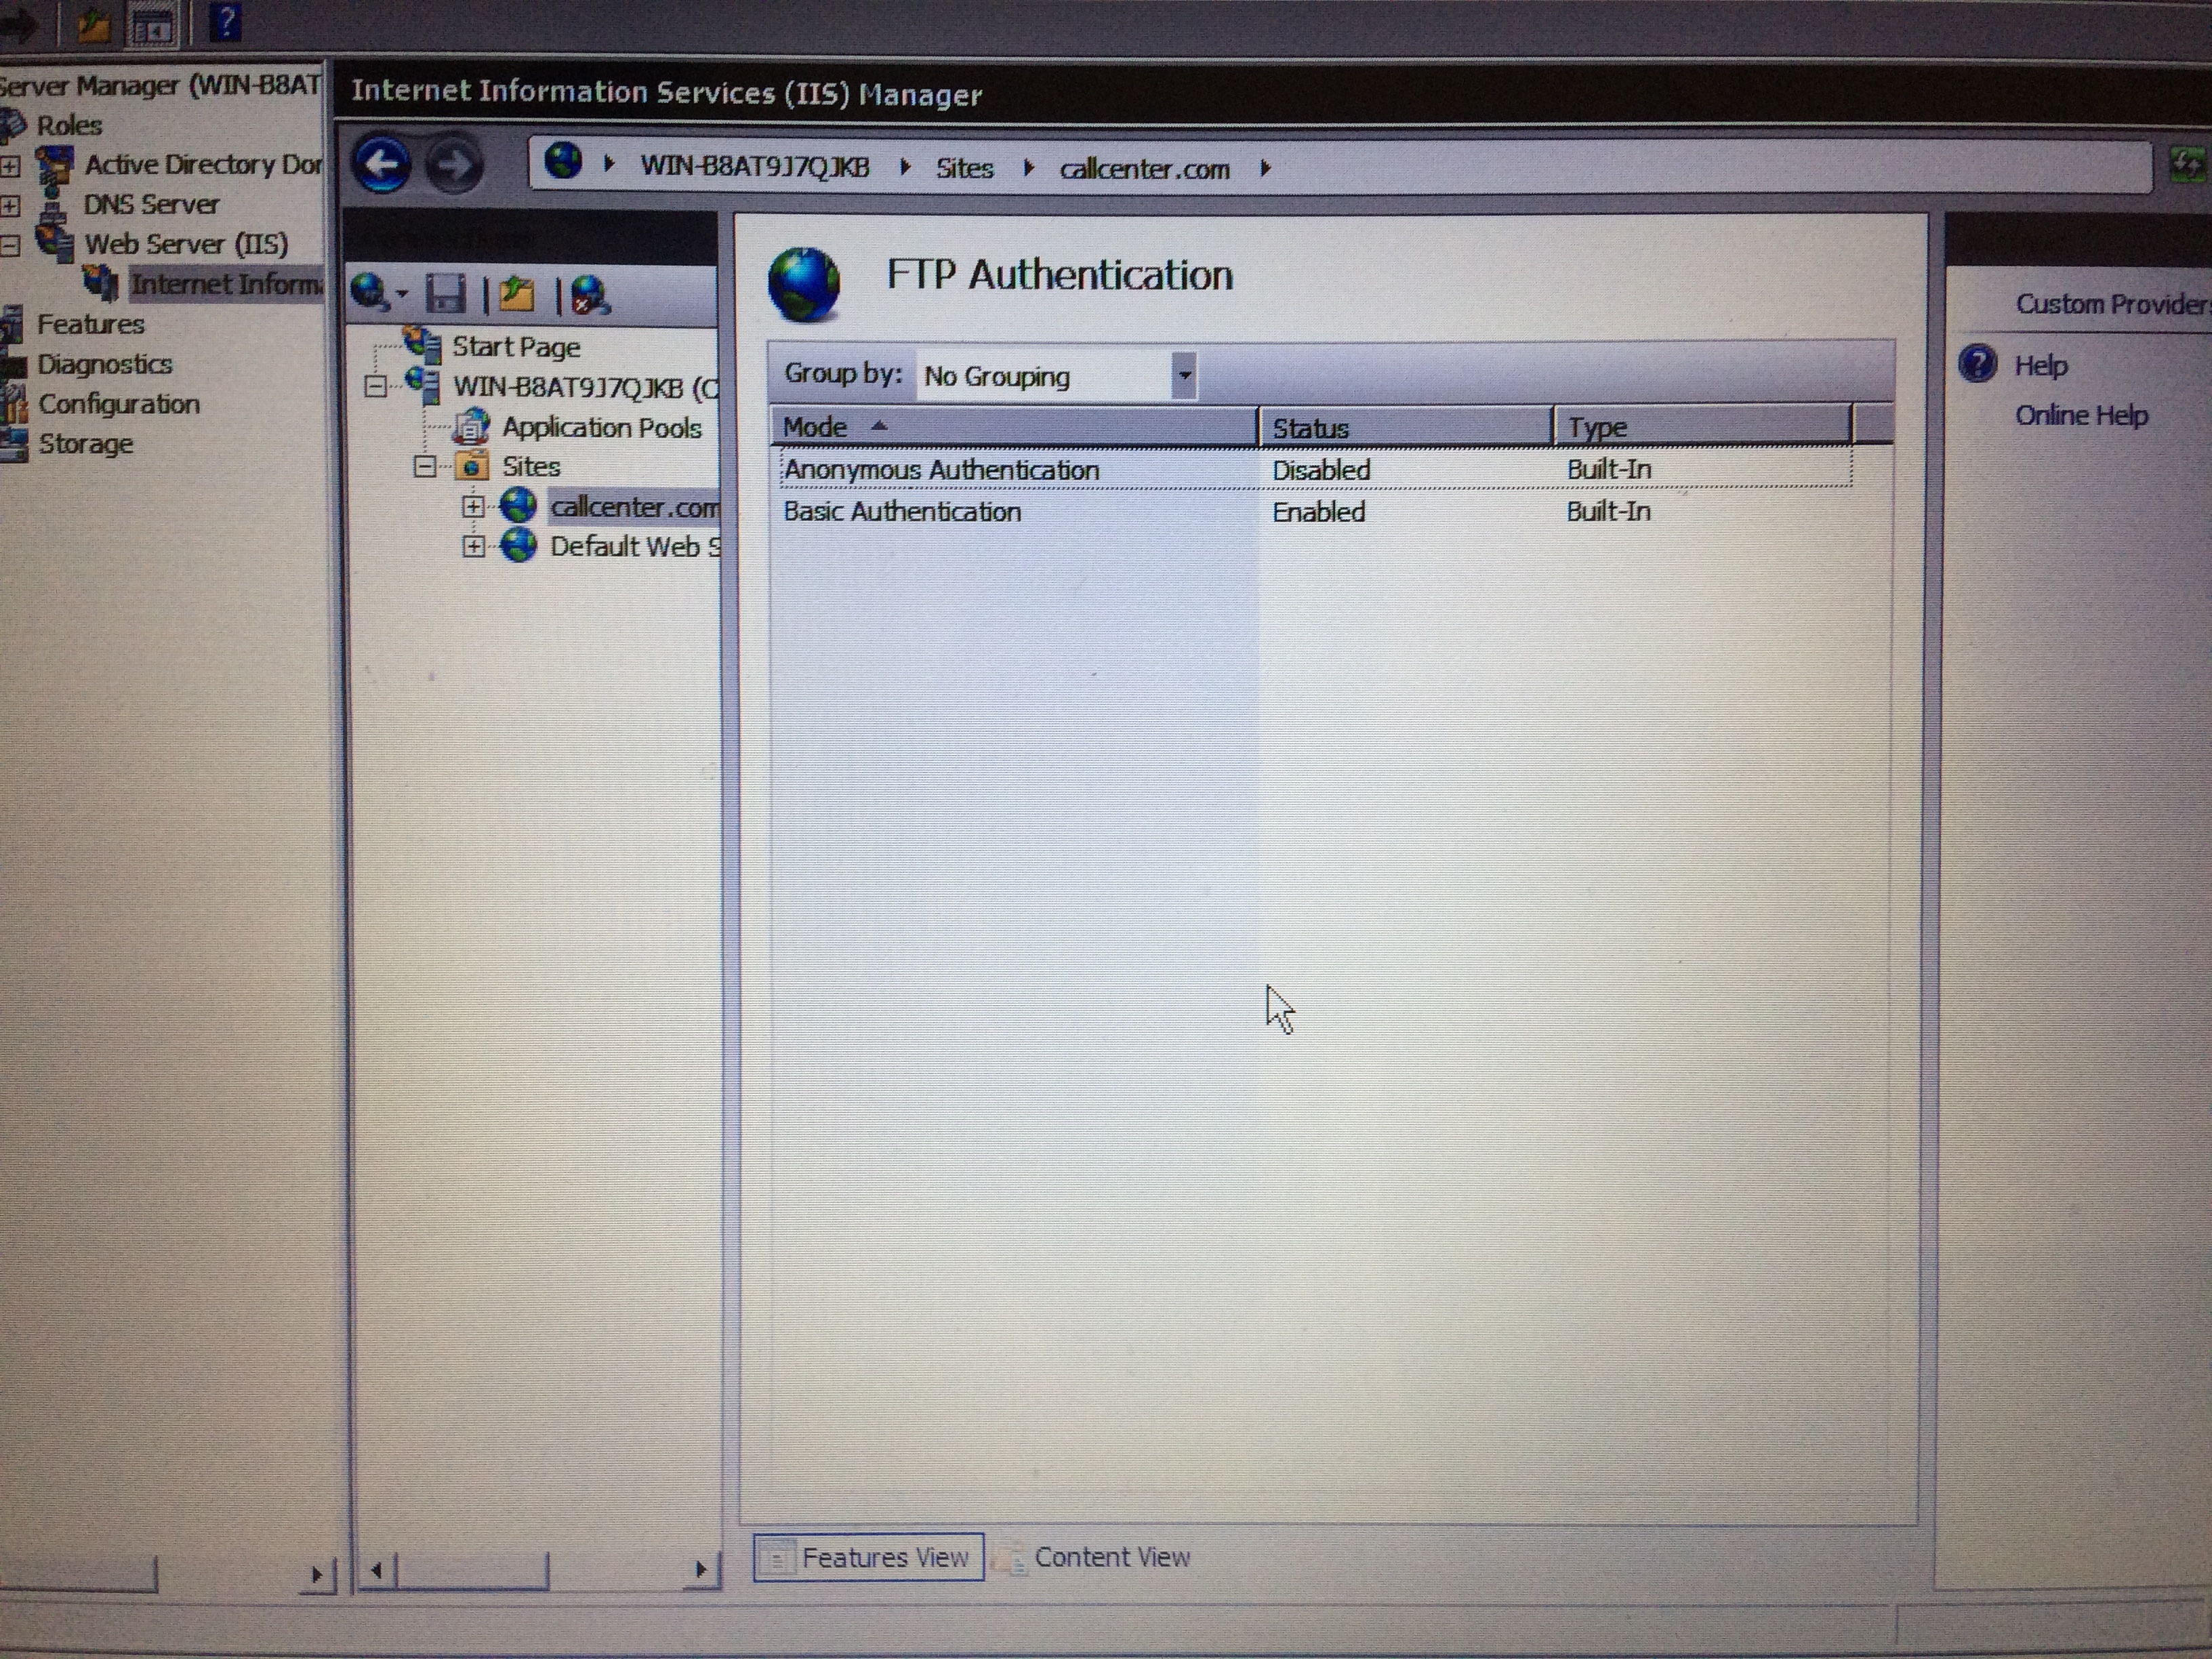 Server Manager (WIN-B8AT
Roles
Active Directory Dor
DNS Server
Web Server (IIS)
Internet Inform
Features
Diagnostics
Configuration
Storage
Internet Information Services (IIS) Manager
WIN-B8AT9J7QJKB
Sites
callcenter.com
Start Page
WIN-B8AT9J7QJKB (C
Application Pools
Sites
callcenter.com
Default Web S
FTP Authentication
Group by: No Grouping
Mode Status Type
Anonymous Authentication Disabled Built-In
Basic Authentication Enabled Built-In
Features View Content View
Custom Provider
Help
Online Help